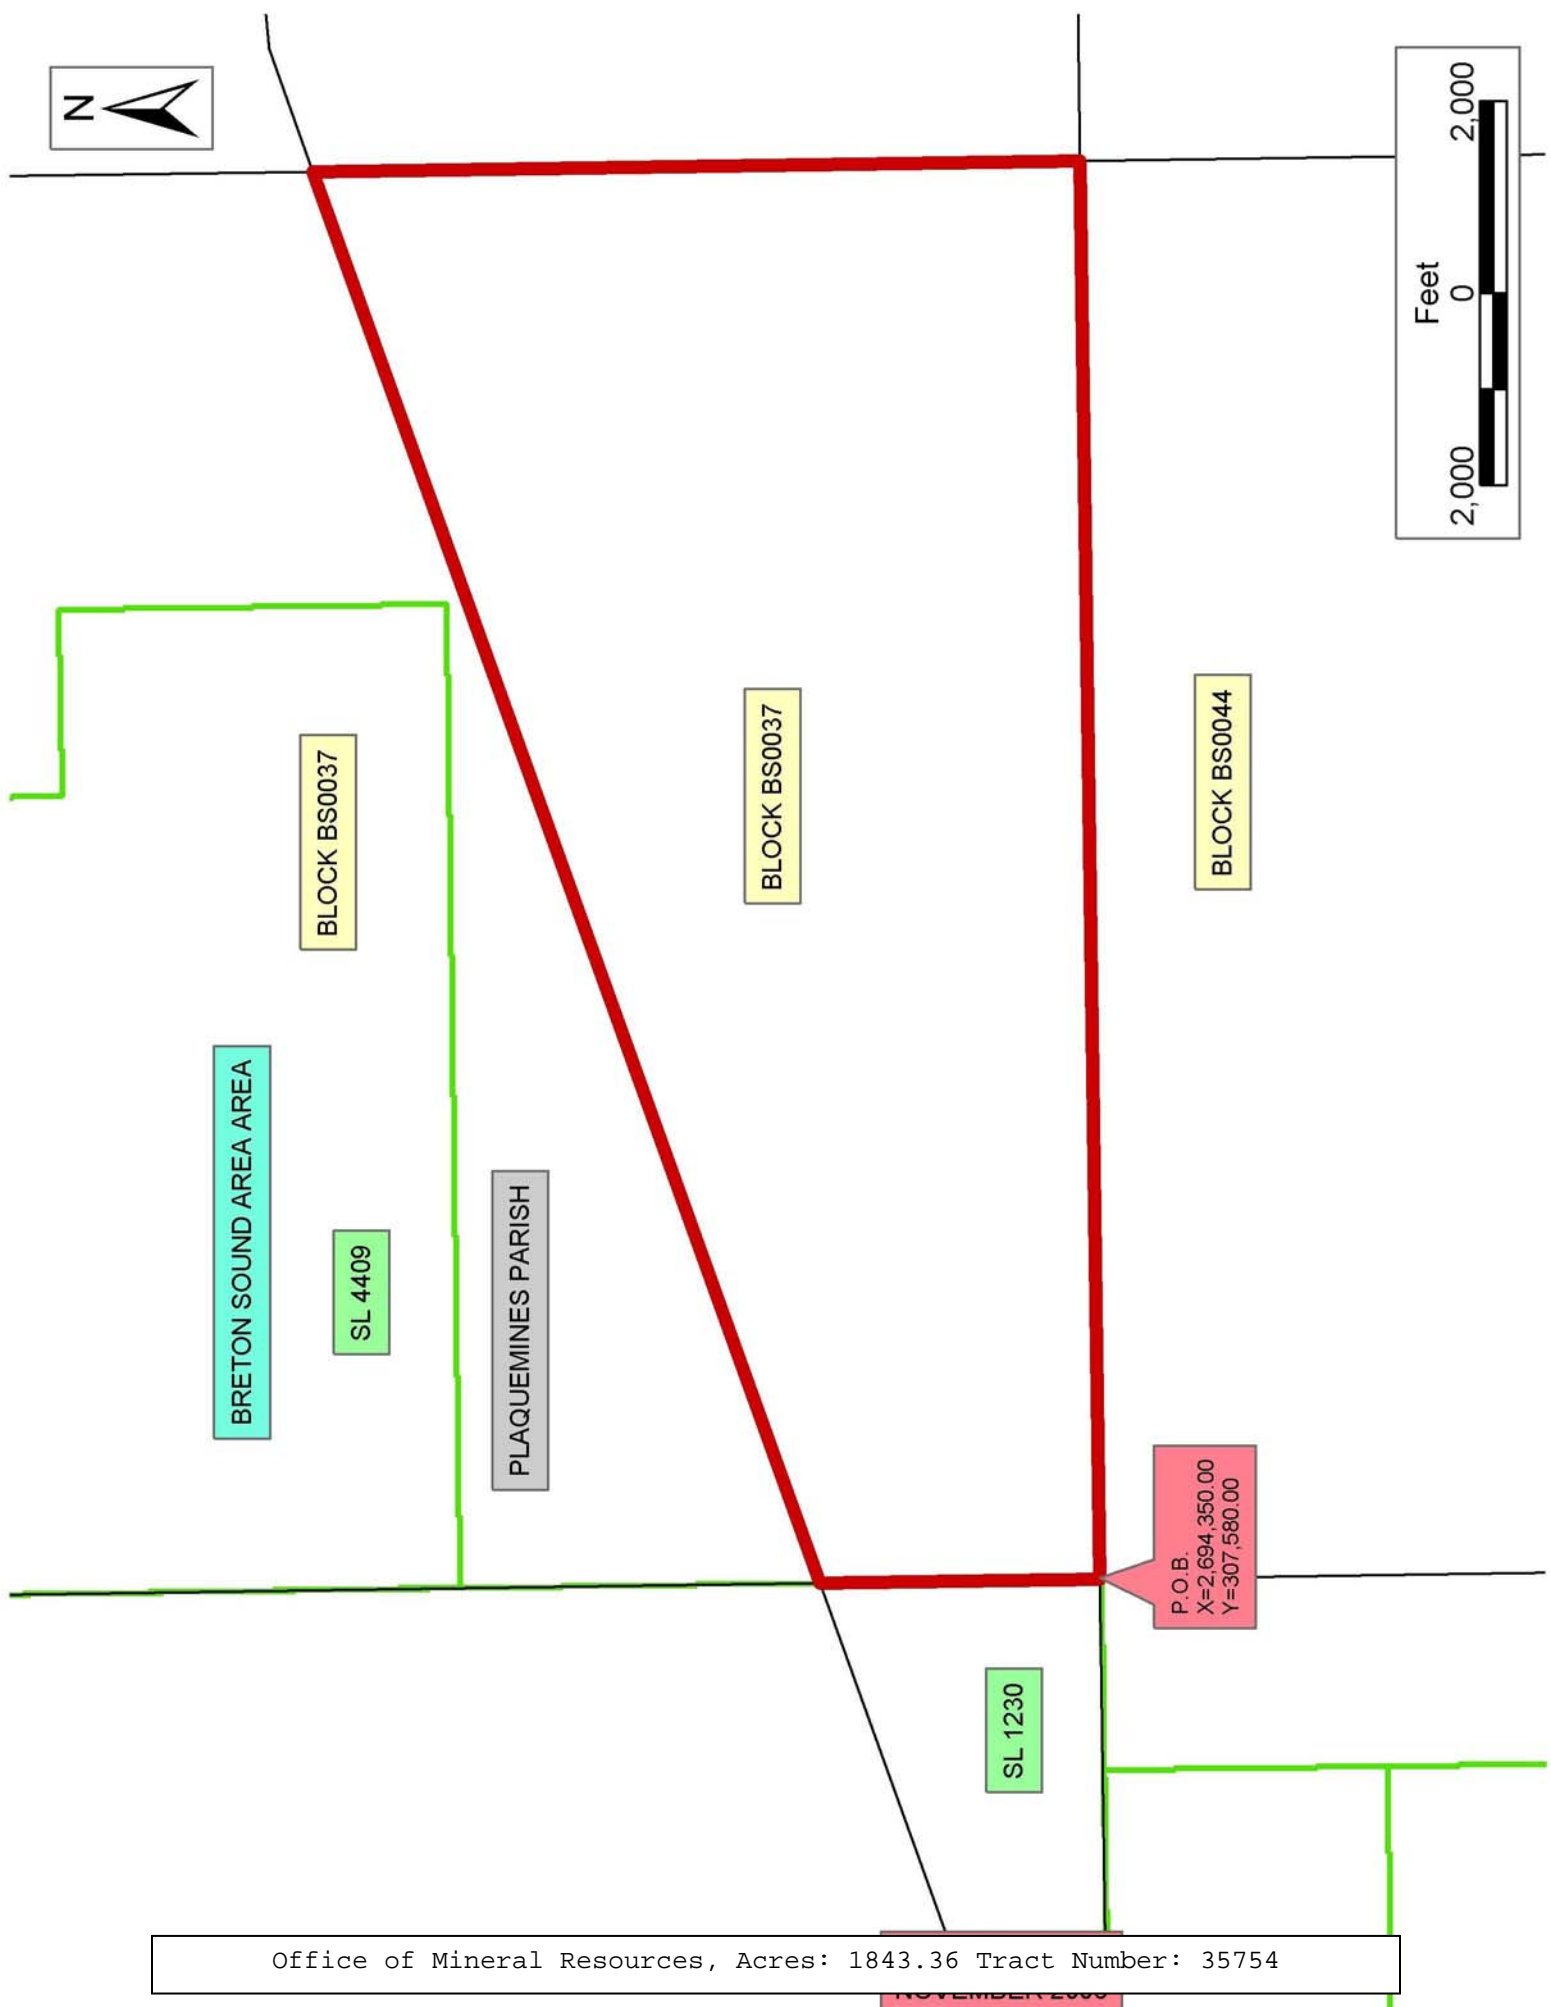 N
BRETON SOUND AREA AREA
BLOCK BS0037
SL 4409
PLAQUEMINES PARISH
BLOCK BS0037
BLOCK BS0044
SL 1230
P.O.B.
X=2,694,350.00
Y=307,580.00
Feet
2,000 0 2,000
Office of Mineral Resources, Acres: 1843.36 Tract Number: 35754